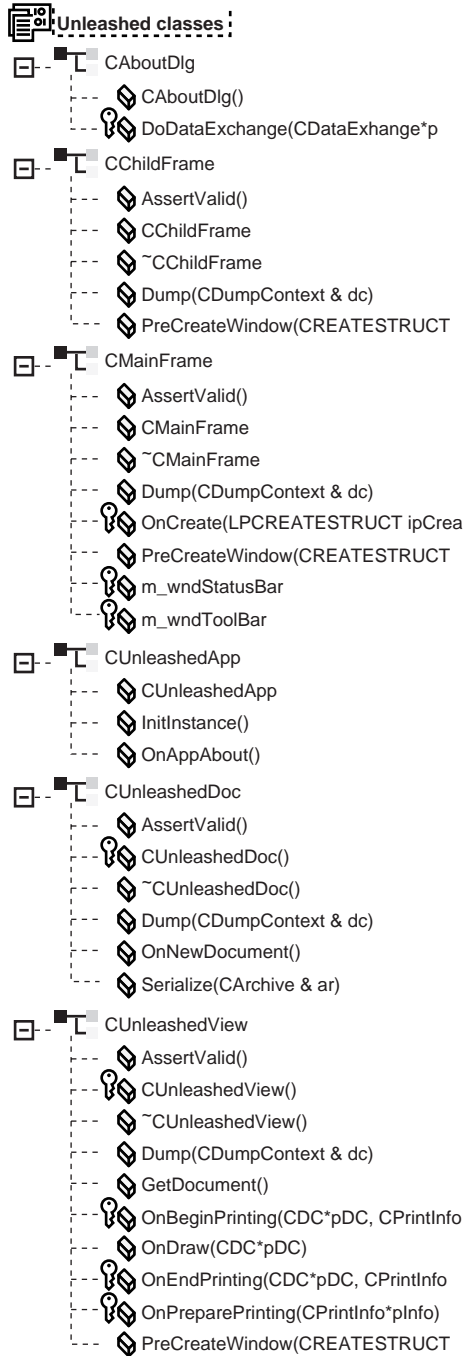 Unleashed classes
CAboutDlg
CAboutDlg()
DoDataExchange(CDataExhange*p
CChildFrame
AssertValid()
CChildFrame
~CChildFrame
Dump(CDumpContext & dc)
PreCreateWindow(CREATESTRUCT
CMainFrame
AssertValid()
CMainFrame
~CMainFrame
Dump(CDumpContext & dc)
OnCreate(LPCREATESTRUCT ipCrea
PreCreateWindow(CREATESTRUCT
m_wndStatusBar
m_wndToolBar
CUnleashedApp
CUnleashedApp
InitInstance()
OnAppAbout()
CUnleashedDoc
AssertValid()
CUnleashedDoc()
~CUnleashedDoc()
Dump(CDumpContext & dc)
OnNewDocument()
Serialize(CArchive & ar)
CUnleashedView
AssertValid()
CUnleashedView()
~CUnleashedView()
Dump(CDumpContext & dc)
GetDocument()
OnBeginPrinting(CDC*pDC, CPrintInfo
OnDraw(CDC*pDC)
OnEndPrinting(CDC*pDC, CPrintInfo
OnPreparePrinting(CPrintInfo*pInfo)
PreCreateWindow(CREATESTRUCT